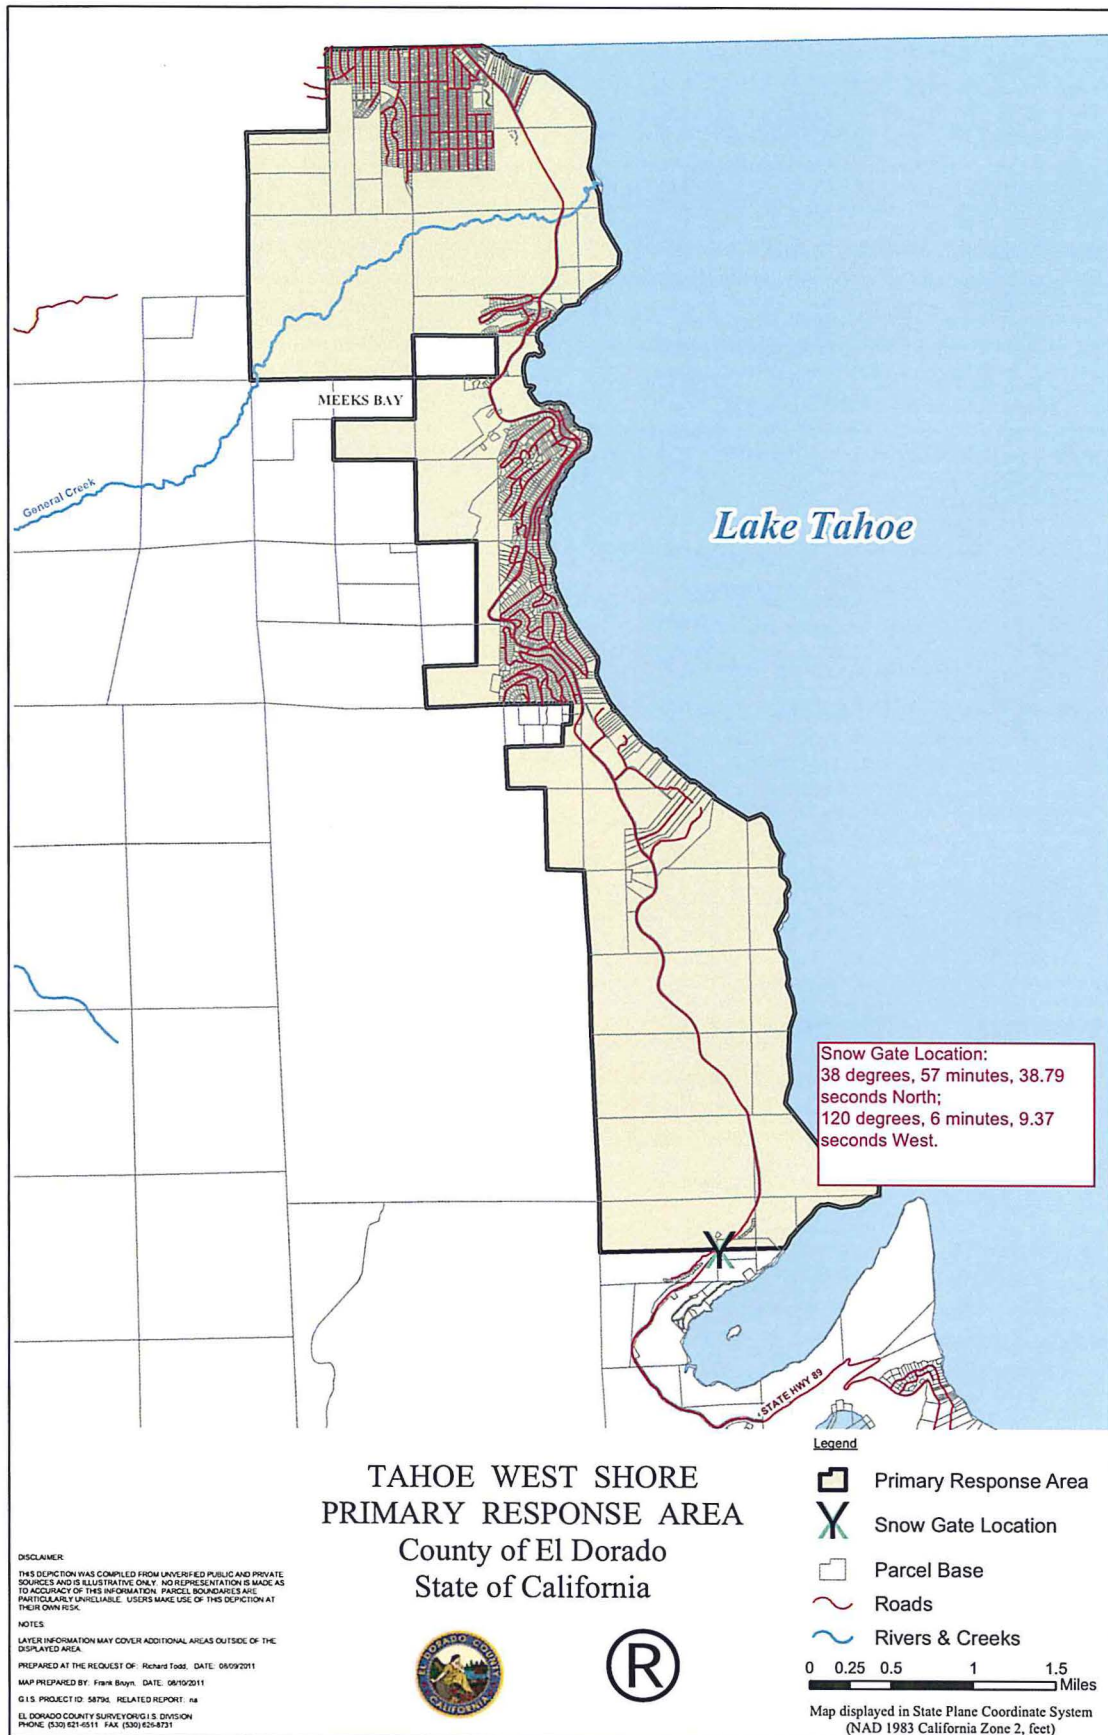 MEEKS BAY
General Creek
Lake Tahoe
Snow Gate Location:
38 degrees, 57 minutes, 38.79
seconds North;
120 degrees, 6 minutes, 9.37
seconds West.
STATE HWY 89
TAHOE WEST SHORE
PRIMARY RESPONSE AREA
County of El Dorado
State of California
Legend
Primary Response Area
Snow Gate Location
Parcel Base
Roads
Rivers & Creeks
0 0.25 0.5 1 1.5
Miles
Map displayed in State Plane Coordinate System
(NAD 1983 California Zone 2, feet)
DISCLAIMER:
THIS DEPICTION WAS COMPILED FROM UNVERIFIED PUBLIC AND PRIVATE
SOURCES AND IS ILLUSTRATIVE ONLY. NO REPRESENTATION IS MADE AS
TO ACCURACY OF THIS INFORMATION. PARCEL BOUNDARIES ARE
PARTICULARLY UNRELIABLE. USERS MAKE USE OF THIS DEPICTION AT
THEIR OWN RISK.
NOTES:
LAYER INFORMATION MAY COVER ADDITIONAL AREAS OUTSIDE OF THE
DISPLAYED AREA.
PREPARED AT THE REQUEST OF: Richard Todd, DATE: 06/09/2011
MAP PREPARED BY: Frank Bruyn, DATE: 06/10/2011
G.I.S. PROJECT ID: 5879d, RELATED REPORT: na
EL DORADO COUNTY SURVEYOR/G.I.S. DIVISION
PHONE (530) 621-6511 FAX (530) 626-8731
EL DORADO COUNTY
CALIFORNIA
R